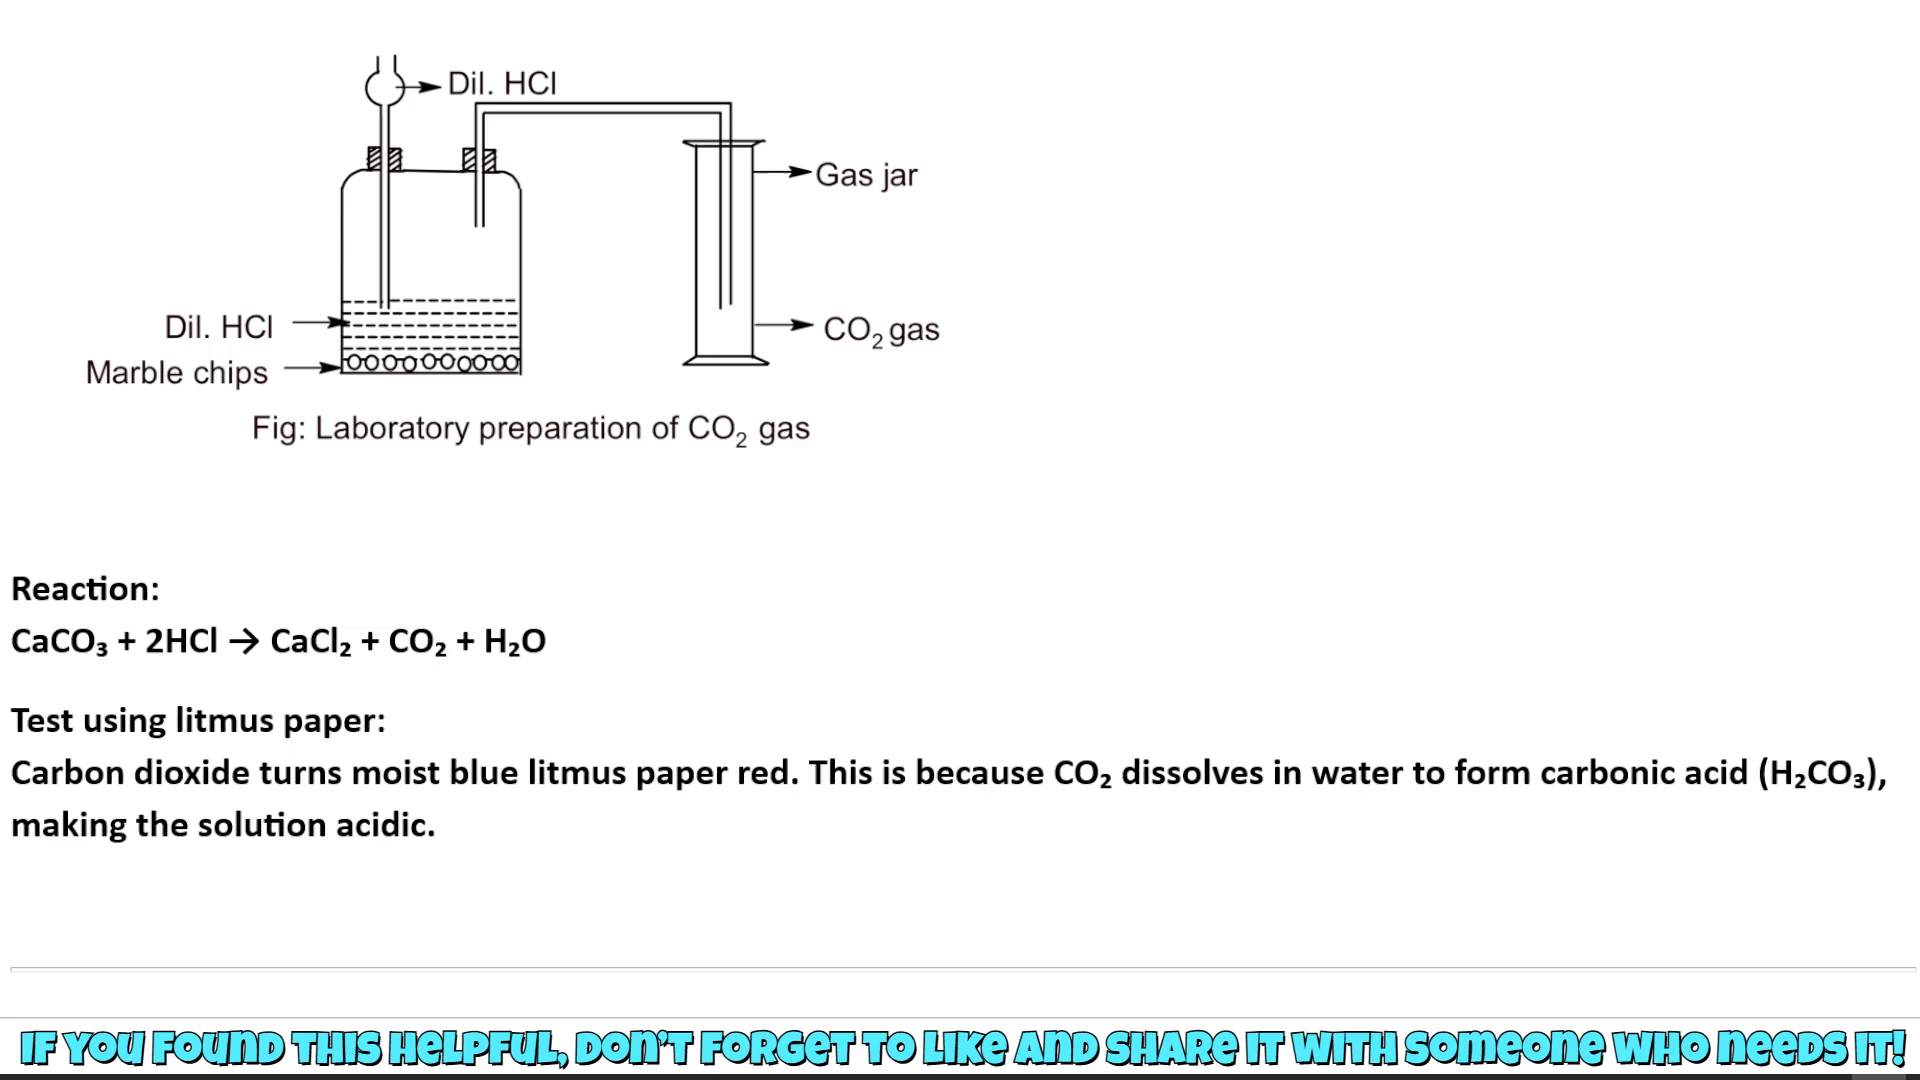 Dil. HCl
Gas jar
Dil. HCl
CO₂ gas
Marble chips
Fig: Laboratory preparation of CO₂ gas
Reaction:
CaCO₃ + 2HCl → CaCl₂ + CO₂ + H₂O
Test using litmus paper:
Carbon dioxide turns moist blue litmus paper red. This is because CO₂ dissolves in water to form carbonic acid (H₂CO₃),
making the solution acidic.
IF YOU FOUND THIS HELPFUL, DON'T FORGET TO LIKE AND SHARE IT WITH SOMEONE WHO NEEDS IT!